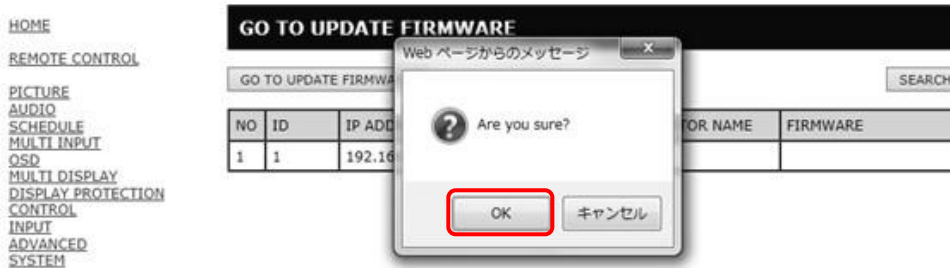 HOME
REMOTE CONTROL
PICTURE
AUDIO
SCHEDULE
MULTI INPUT
OSD
MULTI DISPLAY
DISPLAY PROTECTION
CONTROL
INPUT
ADVANCED
SYSTEM
GO TO UPDATE FIRMWARE
GO TO UPDATE FIRMWA
SEARCH
NO ID IP ADD TOR NAME FIRMWARE
1 1 192.16
Web ページからのメッセージ
Are you sure?
OK キャンセル